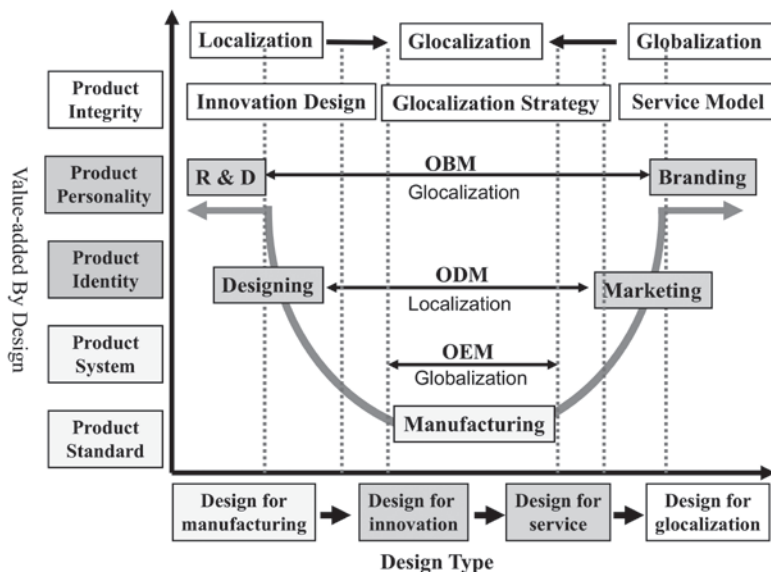 Localization
Glocalization
Globalization
Product
Integrity
Innovation Design
Glocalization Strategy
Service Model
Value-added By Design
Product
Personality
R & D
OBM
Glocalization
Branding
Product
Identity
Designing
ODM
Localization
Marketing
Product
System
OEM
Globalization
Product
Standard
Manufacturing
Design for
manufacturing
Design for
innovation
Design for
service
Design for
glocalization
Design Type